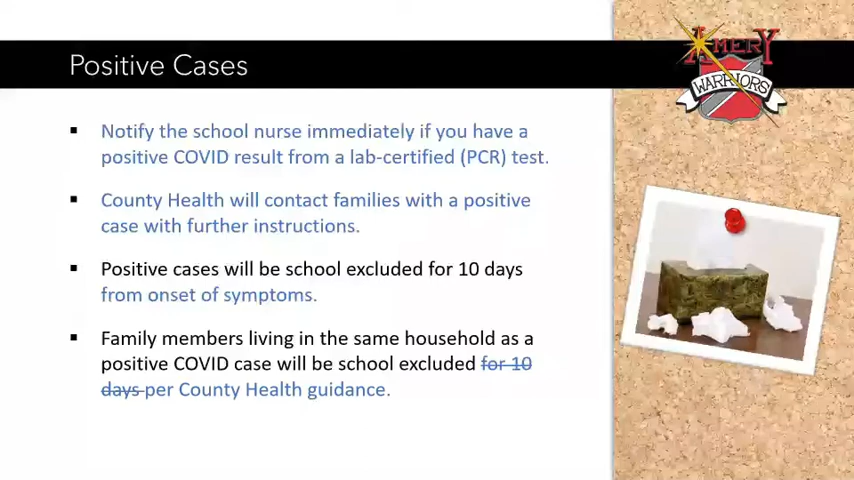 Positive Cases
AMERY
WARRIORS
Notify the school nurse immediately if you have a
positive COVID result from a lab-certified (PCR) test.
County Health will contact families with a positive
case with further instructions.
Positive cases will be school excluded for 10 days
from onset of symptoms.
Family members living in the same household as a
positive COVID case will be school excluded for 10
days per County Health guidance.